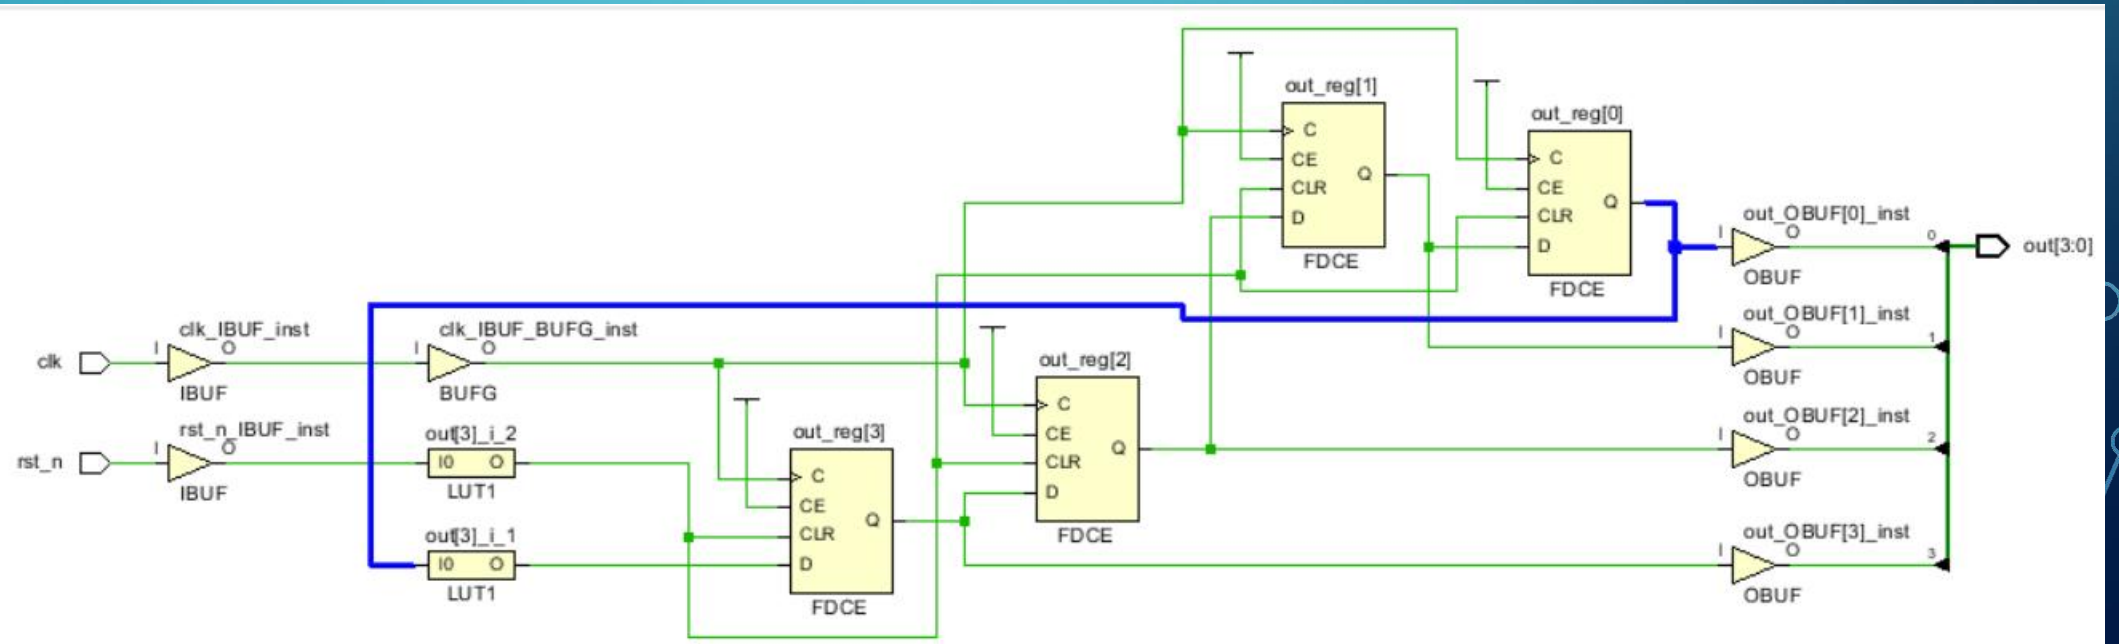 out_reg[1]
C
CE
CLR
D
Q
FDCE
out_reg[0]
C
CE
CLR
D
Q
FDCE
out_OBUF[0]_inst
I
O
OBUF
0
out[3:0]
out_OBUF[1]_inst
I
O
OBUF
1
out_OBUF[2]_inst
I
O
OBUF
2
out_OBUF[3]_inst
I
O
OBUF
3
clk
clk_IBUF_inst
I
O
IBUF
clk_IBUF_BUFG_inst
I
O
BUFG
rst_n
rst_n_IBUF_inst
I
O
IBUF
out[3]_i_2
I0 O
LUT1
out[3]_i_1
I0 O
LUT1
out_reg[3]
C
CE
CLR
D
Q
FDCE
out_reg[2]
C
CE
CLR
D
Q
FDCE